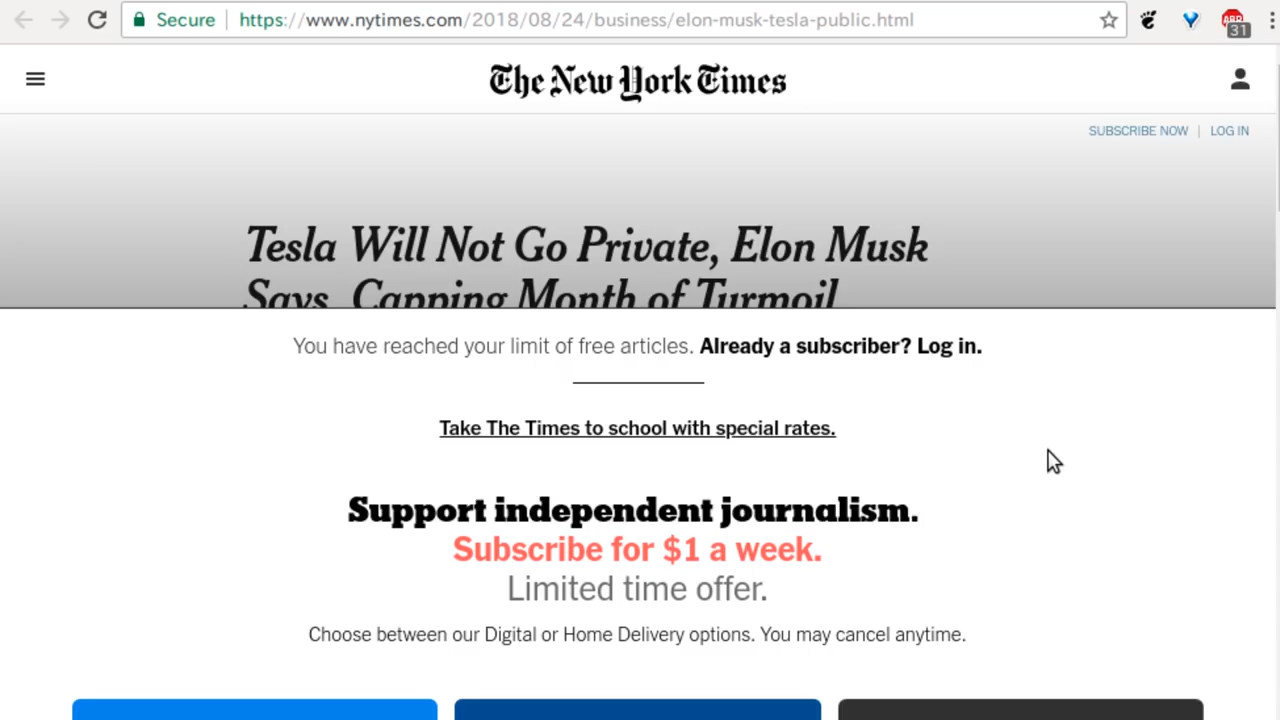 Secure https://www.nytimes.com/2018/08/24/business/elon-musk-tesla-public.html
ABP
31
The New York Times
SUBSCRIBE NOW | LOG IN
Tesla Will Not Go Private, Elon Musk
Says, Capping Month of Turmoil
You have reached your limit of free articles. Already a subscriber? Log in.
Take The Times to school with special rates.
Support independent journalism.
Subscribe for $1 a week.
Limited time offer.
Choose between our Digital or Home Delivery options. You may cancel anytime.